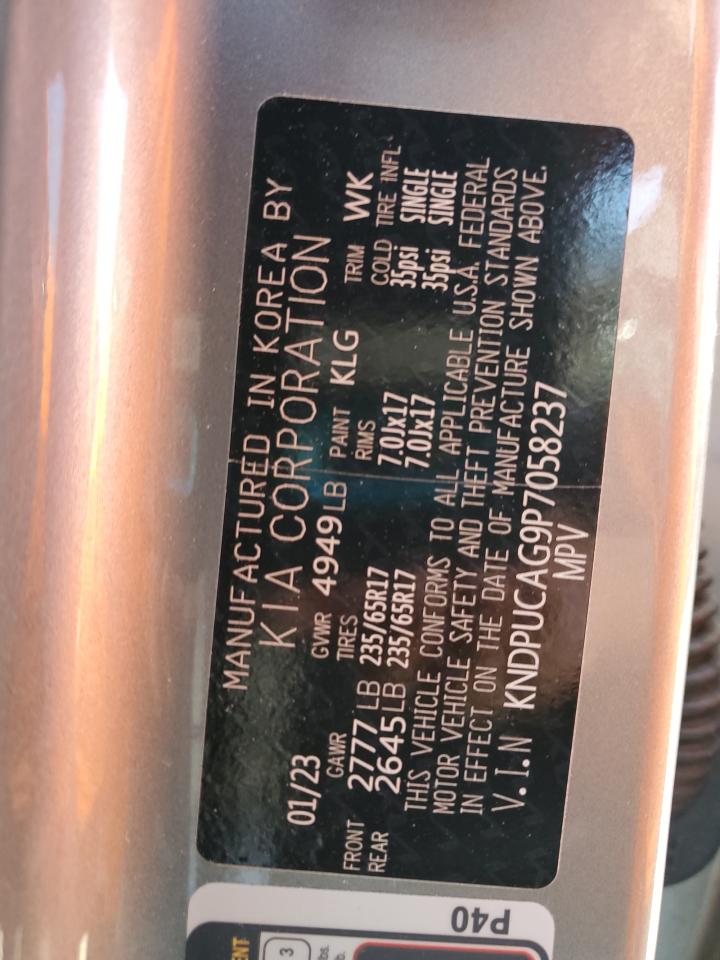 MANUFACTURED IN KOREA BY
KIA CORPORATION
01/23 GVWR 4949LB PAINT KLG TRIM WK
GAWR TIRES RIMS COLD TIRE INFL.
FRONT 2777 LB 235/65R17 7.0Jx17 35psi SINGLE
REAR 2645LB 235/65R17 7.0Jx17 35psi SINGLE
THIS VEHICLE CONFORMS TO ALL APPLICABLE U.S.A. FEDERAL
MOTOR VEHICLE SAFETY AND THEFT PREVENTION STANDARDS
IN EFFECT ON THE DATE OF MANUFACTURE SHOWN ABOVE.
V.I.N KNDPUCAG9P7058237
MPV
P40
3